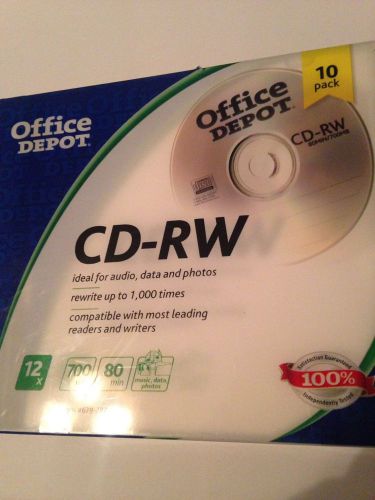 10
pack
Office
DEPOT
Office
DEPOT
CD-RW
80MIN/700MB
CD-RW
ideal for audio, data and photos
rewrite up to 1,000 times
compatible with most leading
readers and writers
12
x
700
80
min
music, data,
photos
Satisfaction Guaranteed
100%
Independently Tested